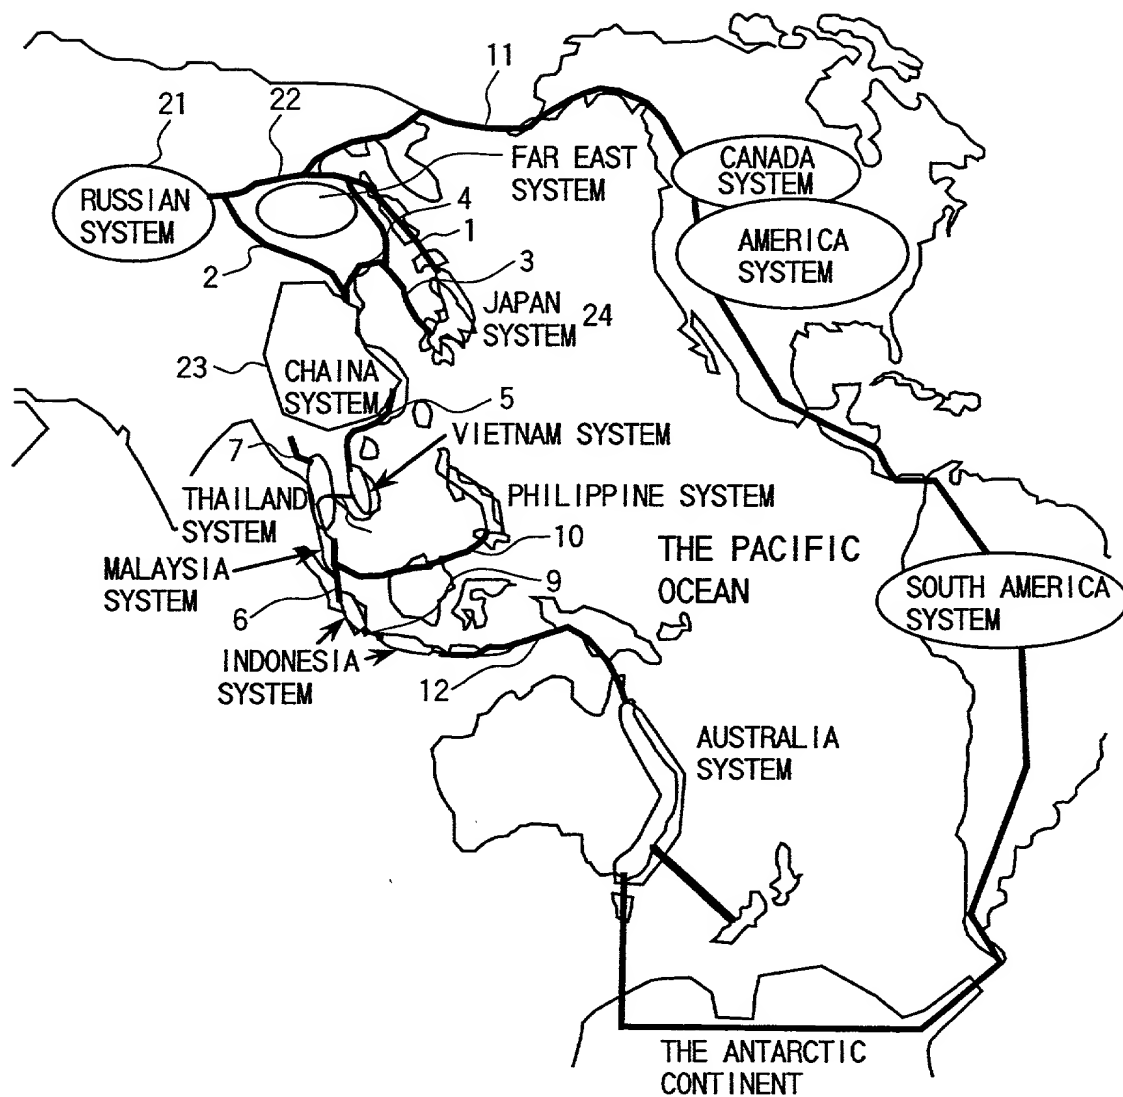 11
21
22
FAR EAST
SYSTEM
CANADA
SYSTEM
RUSSIAN
SYSTEM
4
1
AMERICA
SYSTEM
2
3
JAPAN
SYSTEM 24
23
CHAINA
SYSTEM
5
VIETNAM SYSTEM
7
THAILAND
SYSTEM
PHILIPPINE SYSTEM
10
THE PACIFIC
OCEAN
MALAYSIA
SYSTEM
9
SOUTH AMERICA
SYSTEM
6
INDONESIA
SYSTEM
12
AUSTRALIA
SYSTEM
THE ANTARCTIC
CONTINENT